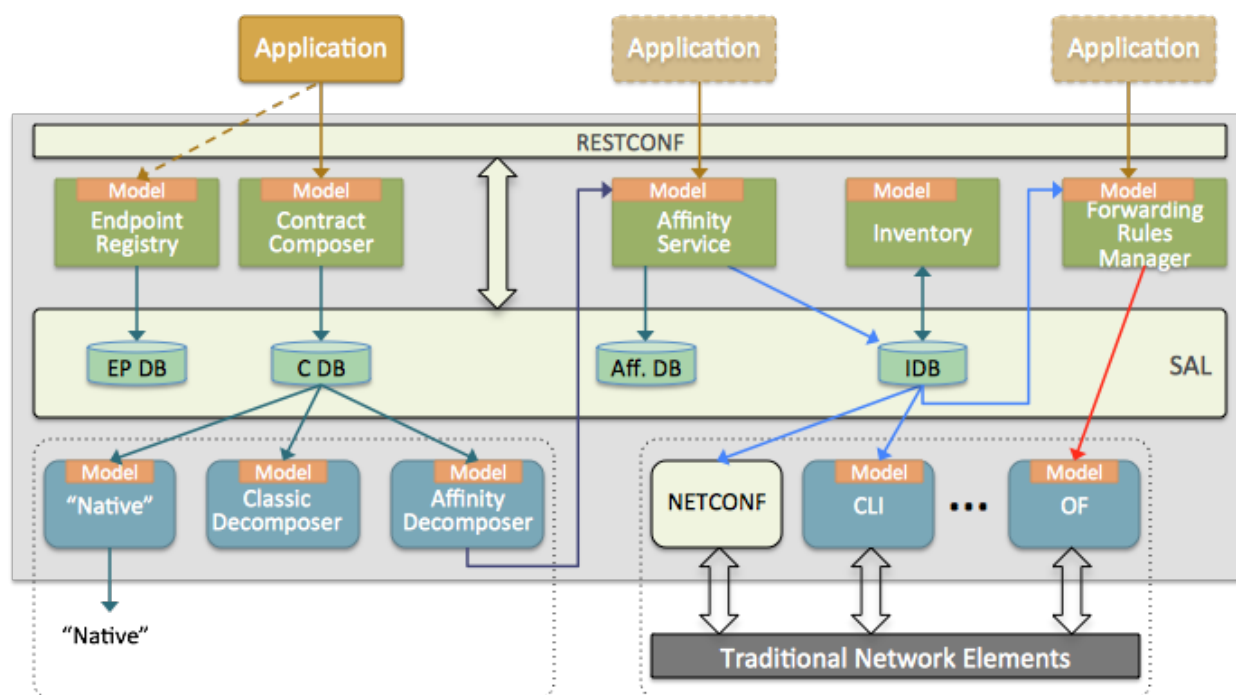 Application
Application
Application
RESTCONF
Model
Endpoint
Registry
Model
Contract
Composer
Model
Affinity
Service
Model
Inventory
Model
Forwarding
Rules
Manager
EP DB
C DB
Aff. DB
IDB
SAL
Model
“Native”
Model
Classic
Decomposer
Model
Affinity
Decomposer
NETCONF
Model
CLI
•••
Model
OF
“Native”
Traditional Network Elements